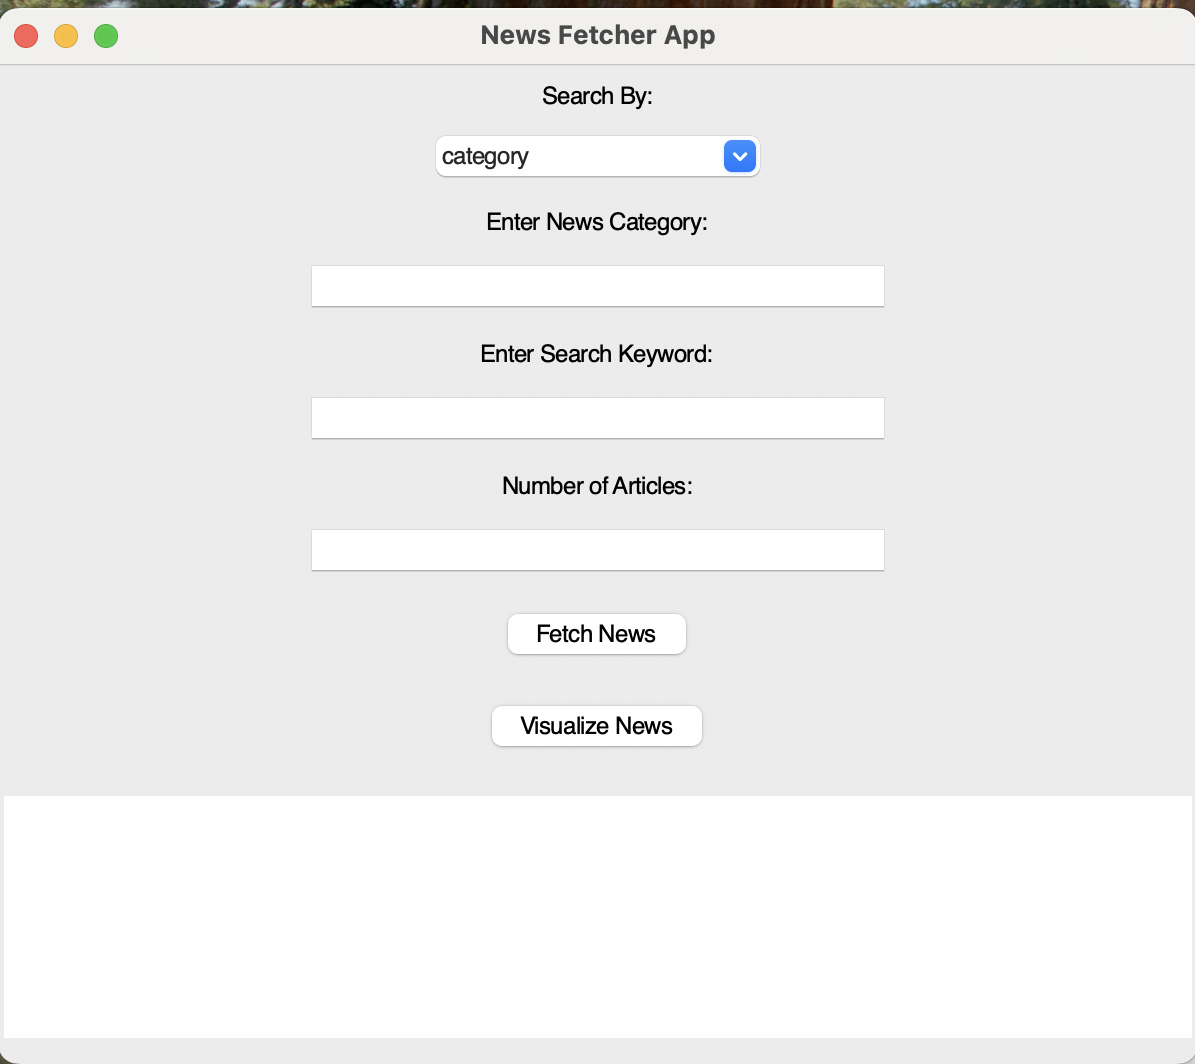 News Fetcher App
Search By:
category
Enter News Category:
Enter Search Keyword:
Number of Articles:
Fetch News
Visualize News